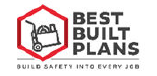 BEST
BUILT
PLANS
BUILD SAFETY INTO EVERY JOB